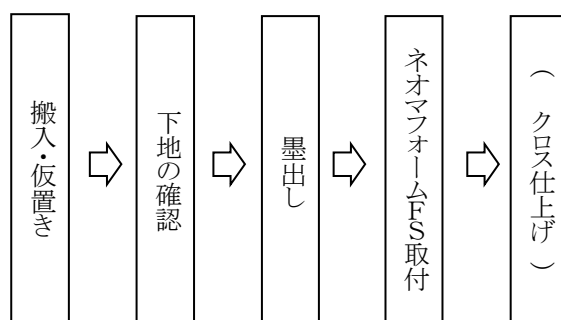 搬入・仮置き
下地の確認
墨出し
ネオマフォームFS取付
（ クロス仕上げ ）